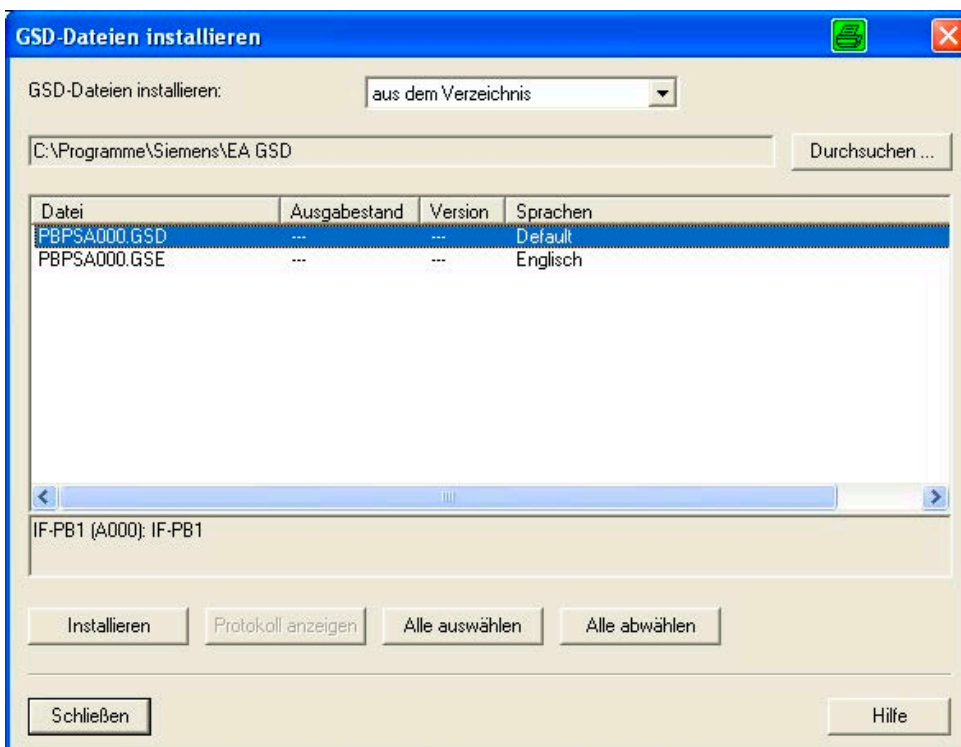 GSD-Dateien installieren
GSD-Dateien installieren: aus dem Verzeichnis
C:\Programme\Siemens\EA GSD Durchsuchen ...
Datei Ausgabestand Version Sprachen
PBPSA000.GSD --- --- Default
PBPSA000.GSE --- --- Englisch
IF-PB1 (A000): IF-PB1
Installieren Protokoll anzeigen Alle auswählen Alle abwählen
Schließen Hilfe